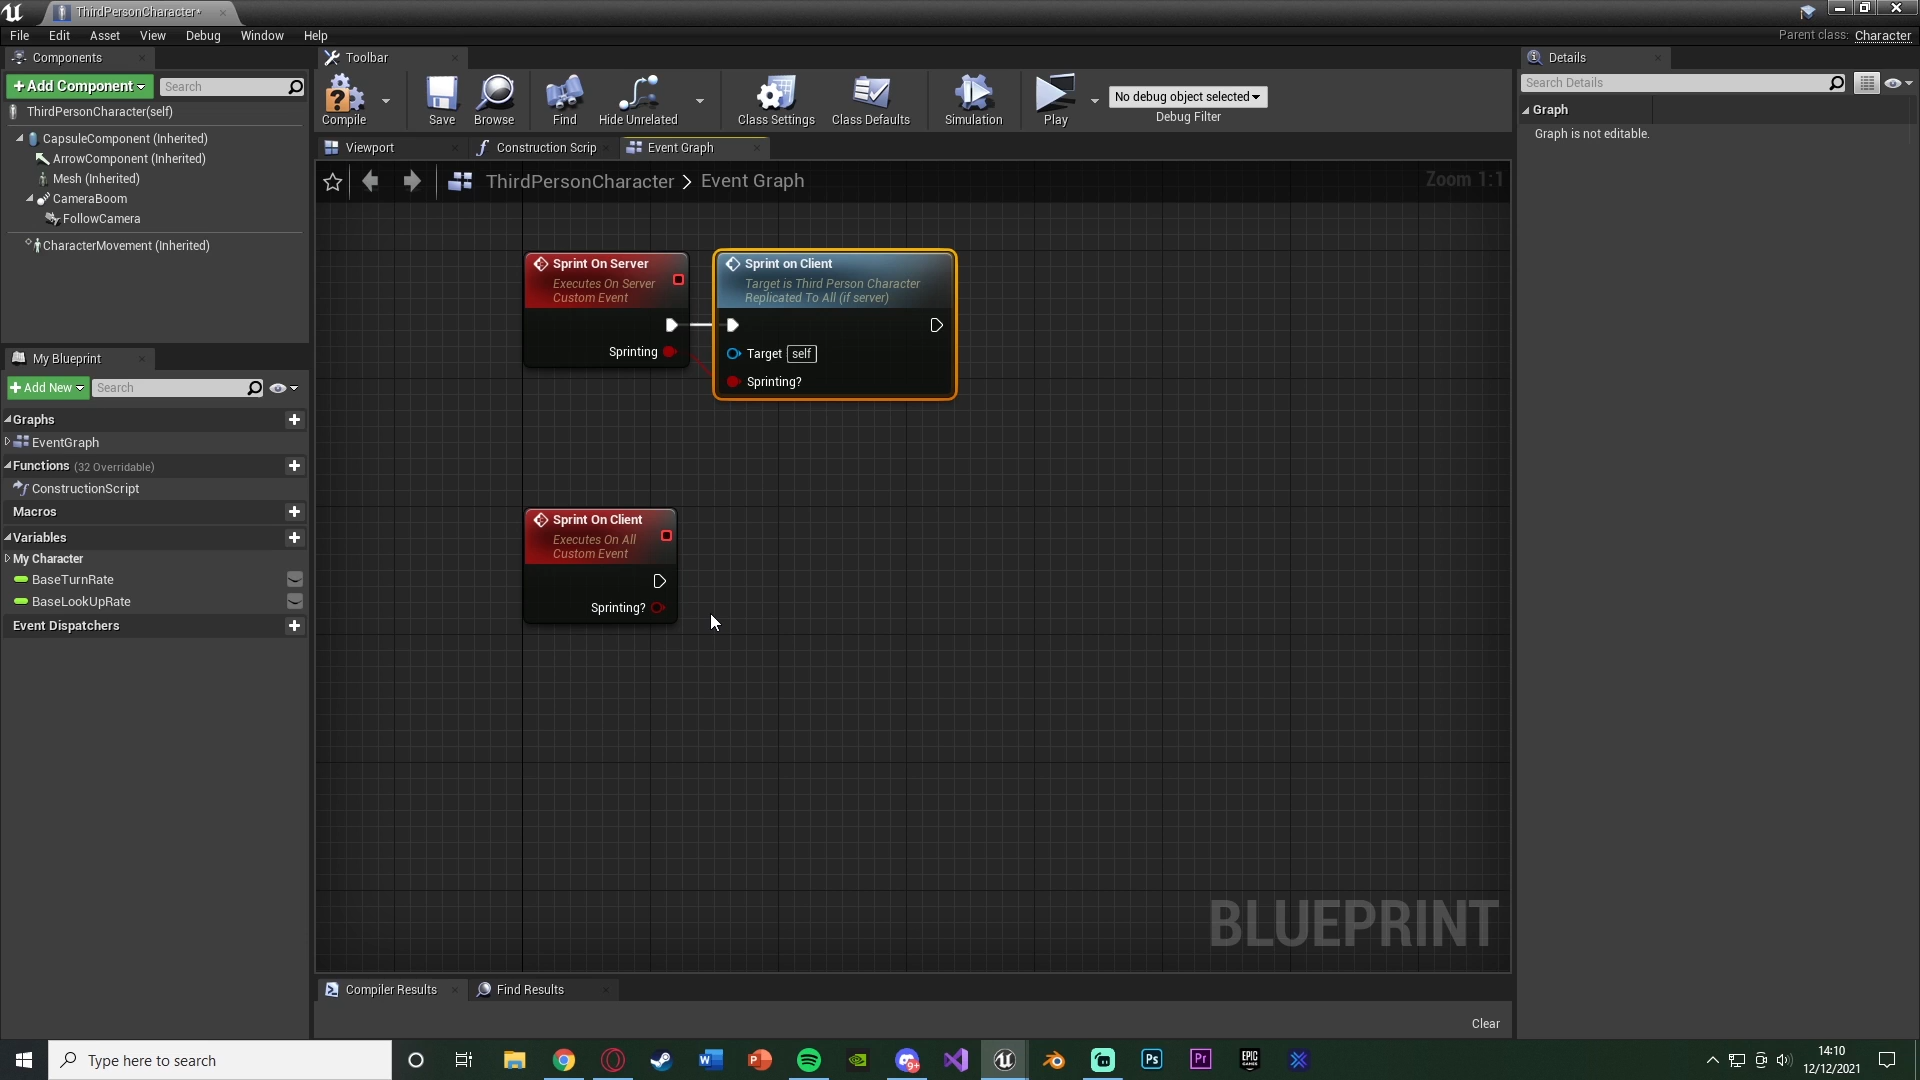 ThirdPersonCharacter*
File Edit Asset View Debug Window Help
Parent class: Character
Components
Toolbar
Details
+Add Component
Search
ThirdPersonCharacter(self)
CapsuleComponent (Inherited)
ArrowComponent (Inherited)
Mesh (Inherited)
CameraBoom
FollowCamera
CharacterMovement (Inherited)
Compile
Save
Browse
Find
Hide Unrelated
Class Settings
Class Defaults
Simulation
Play
No debug object selected
Debug Filter
Search Details
Graph
Graph is not editable.
Viewport
Construction Scrip
Event Graph
ThirdPersonCharacter > Event Graph
Zoom 1:1
Sprint On Server
Executes On Server
Custom Event
Sprinting
Sprint on Client
Target is Third Person Character
Replicated To All (if server)
Target self
Sprinting?
Sprint On Client
Executes On All
Custom Event
Sprinting?
BLUEPRINT
My Blueprint
+Add New
Search
Graphs
EventGraph
Functions (32 Overridable)
ConstructionScript
Macros
Variables
My Character
BaseTurnRate
BaseLookUpRate
Event Dispatchers
Compiler Results
Find Results
Clear
Type here to search
9+
Ps
Pr
EPIC
GAMES
14:10
12/12/2021